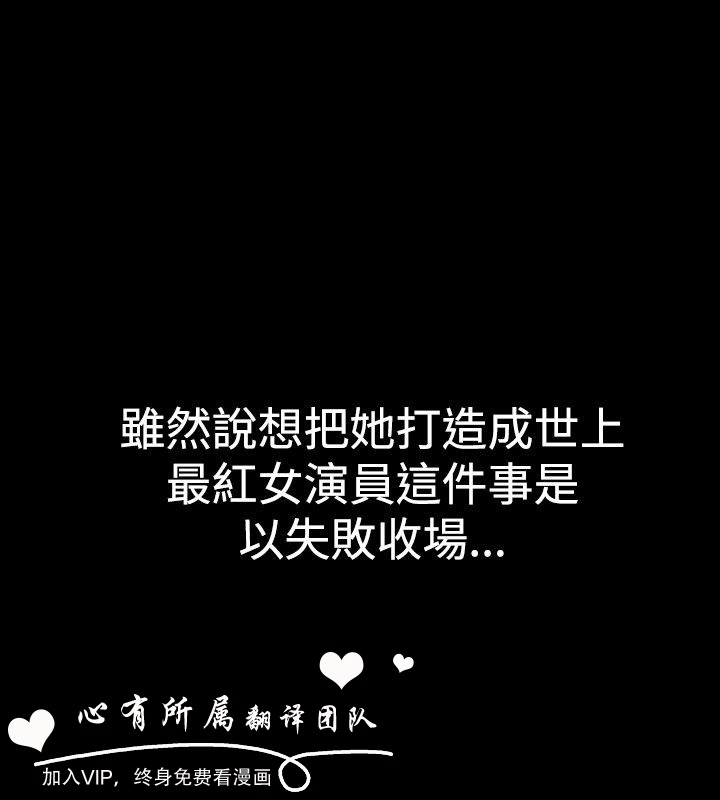 雖然說想把她打造成世上
最紅女演員這件事是
以失敗收場...
心有所属翻译团队
加入VIP，终身免费看漫画